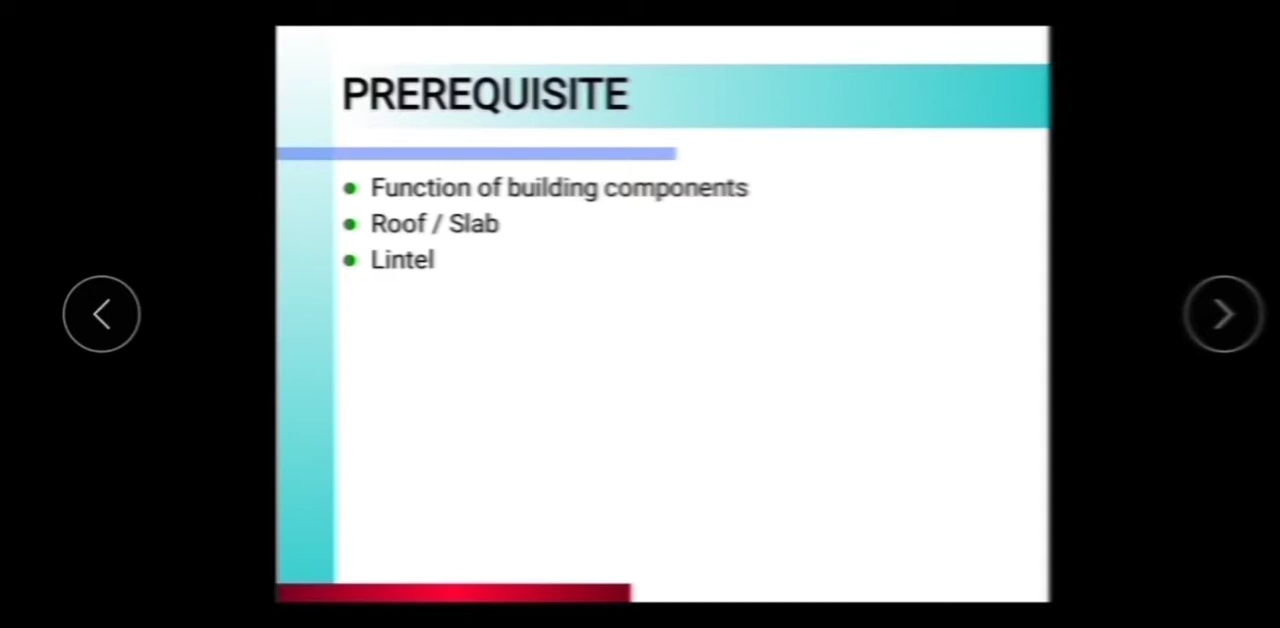 PREREQUISITE
Function of building components
Roof / Slab
Lintel